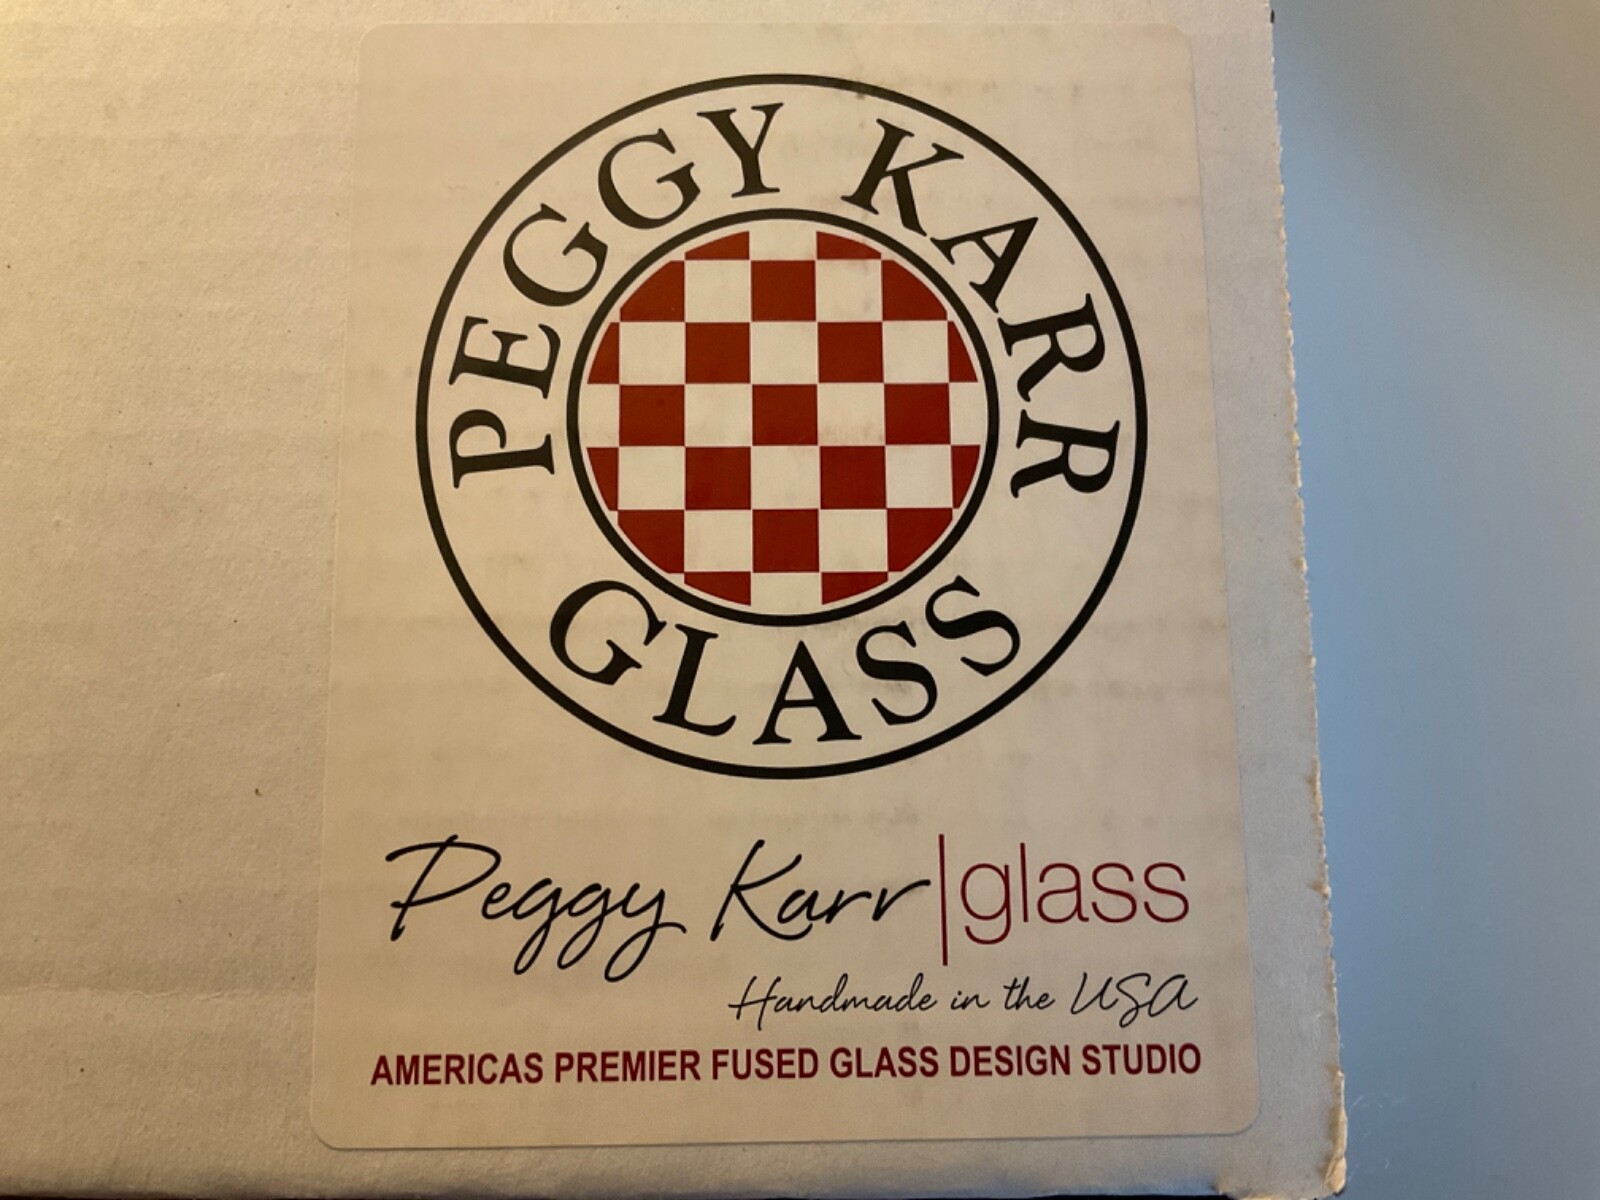 PEGGY KARR
GLASS
Peggy Karr|glass
Handmade in the USA
AMERICAS PREMIER FUSED GLASS DESIGN STUDIO